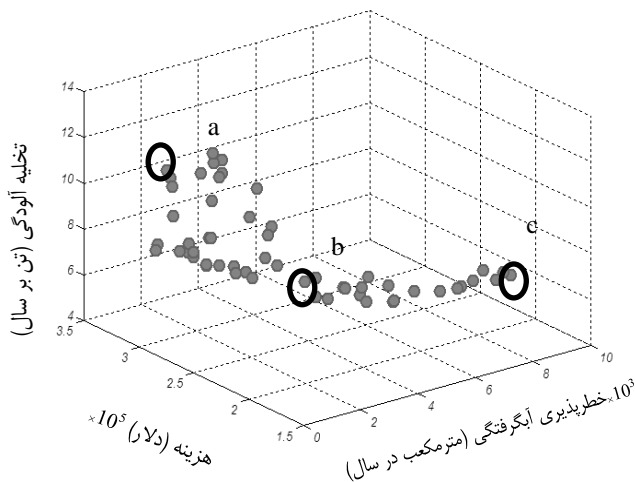 14
12
10
8
6
4
تخلیه آلودگی (تن بر سال)
a
b
c
3.5
3
2.5
2
1.5
هزینه (دلار) ×10⁵
0
2
4
6
8
10
خطرپذیری آبگرفتگی (مترمکعب در سال) ×10³